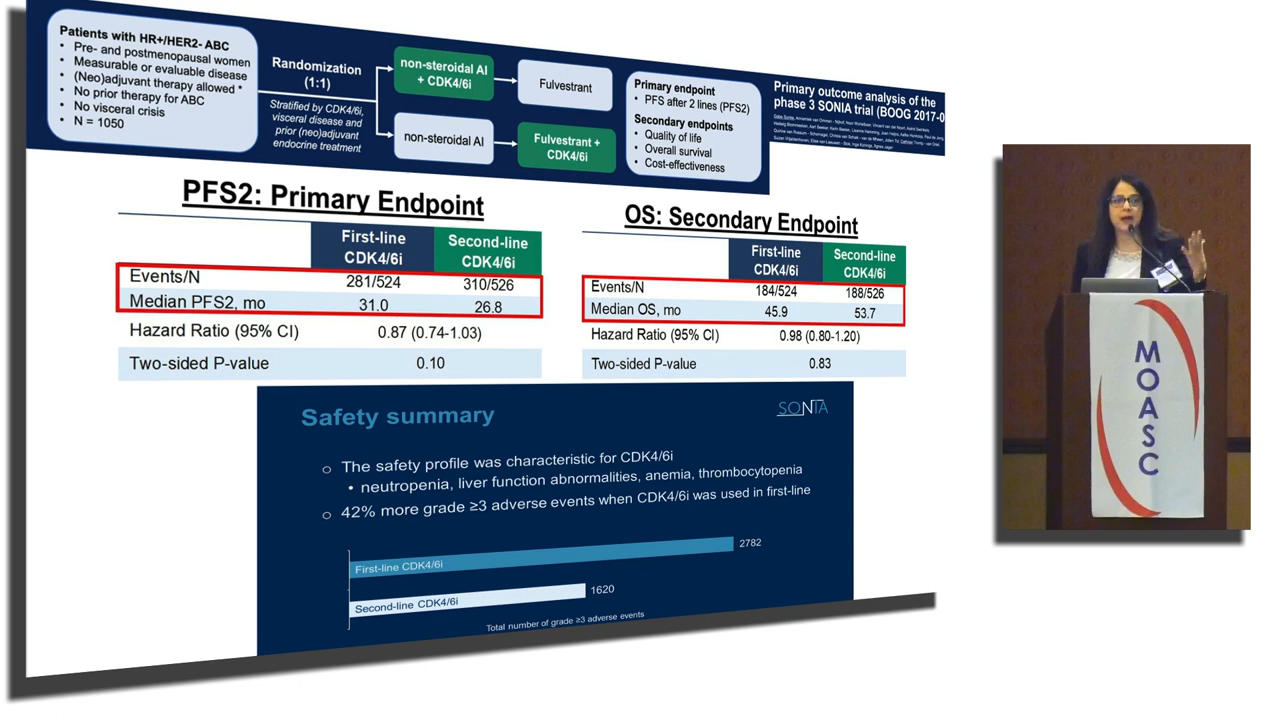 Patients with HR+/HER2- ABC
• Pre- and postmenopausal women
• Measurable or evaluable disease
• (Neo)adjuvant therapy allowed *
• No prior therapy for ABC
• No visceral crisis
• N = 1050
Randomization
(1:1)
Stratified by CDK4/6i,
visceral disease and
prior (neo)adjuvant
endocrine treatment
non-steroidal AI
+ CDK4/6i
Fulvestrant
non-steroidal AI
Fulvestrant +
CDK4/6i
Primary endpoint
• PFS after 2 lines (PFS2)
Secondary endpoints
• Quality of life
• Overall survival
• Cost-effectiveness
Primary outcome analysis of the
phase 3 SONIA trial (BOOG 2017-0
PFS2: Primary Endpoint
First-line CDK4/6i Second-line CDK4/6i
Events/N 281/524 310/526
Median PFS2, mo 31.0 26.8
Hazard Ratio (95% CI) 0.87 (0.74-1.03)
Two-sided P-value 0.10
OS: Secondary Endpoint
First-line CDK4/6i Second-line CDK4/6i
Events/N 184/524 188/526
Median OS, mo 45.9 53.7
Hazard Ratio (95% CI) 0.98 (0.80-1.20)
Two-sided P-value 0.83
Safety summary
SONIA
o The safety profile was characteristic for CDK4/6i
• neutropenia, liver function abnormalities, anemia, thrombocytopenia
o 42% more grade ≥3 adverse events when CDK4/6i was used in first-line
First-line CDK4/6i 2782
Second-line CDK4/6i 1620
Total number of grade ≥3 adverse events
MOASC